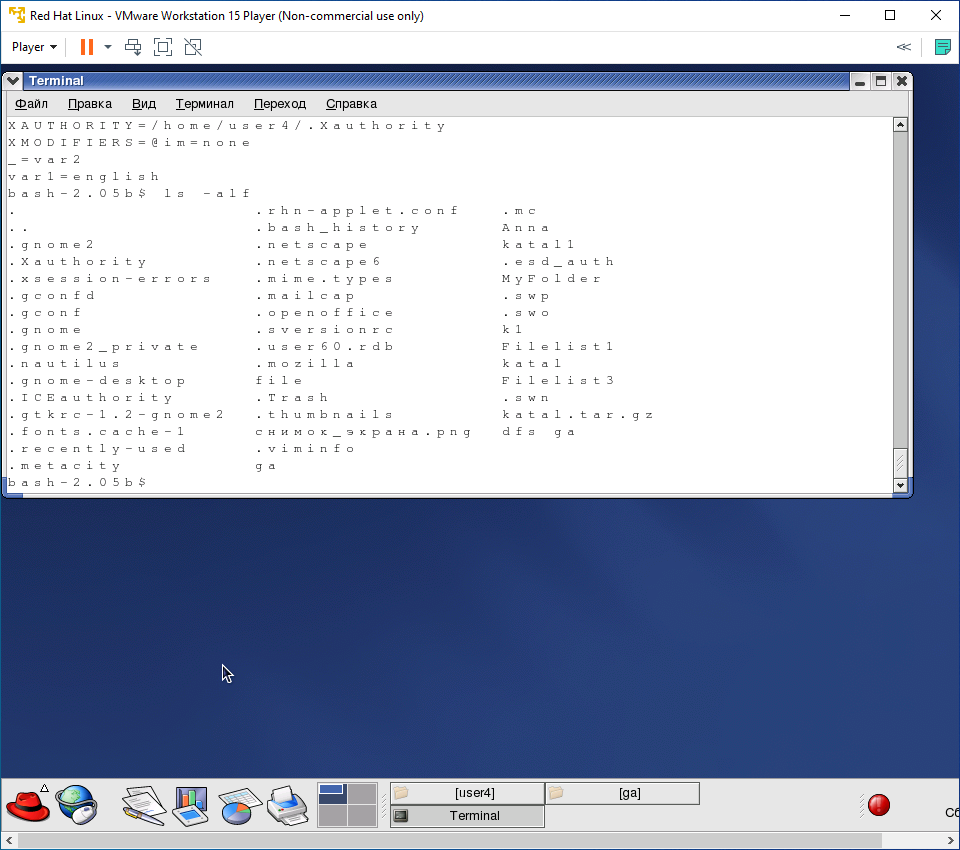 Red Hat Linux - VMware Workstation 15 Player (Non-commercial use only)
Player
Terminal
Файл Правка Вид Терминал Переход Справка
XAUTHORITY=/home/user4/.Xauthority
XMODIFIERS=@im=none
_=var2
var1=english
bash-2.05b$ ls -alf
. .rhn-applet.conf .mc
.. .bash_history Anna
.gnome2 .netscape katal1
.Xauthority .netscape6 .esd_auth
.xsession-errors .mime.types MyFolder
.gconfd .mailcap .swp
.gconf .openoffice .swo
.gnome .sversionrc k1
.gnome2_private .user60.rdb Filelist1
.nautilus .mozilla katal
.gnome-desktop file Filelist3
.ICEauthority .Trash .swn
.gtkrc-1.2-gnome2 .thumbnails katal.tar.gz
.fonts.cache-1 снимок_экрана.png dfs ga
.recently-used .viminfo
.metacity ga
bash-2.05b$
[user4] [ga]
Terminal
Сб